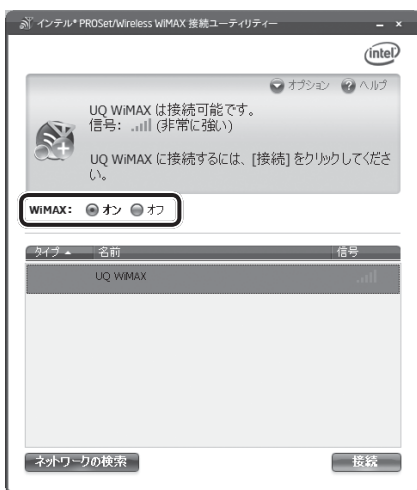 インテル® PROSet/Wireless WiMAX 接続ユーティリティー
intel
オプション ヘルプ
UQ WiMAX は接続可能です。
信号: (非常に強い)
UQ WiMAX に接続するには、[接続] をクリックしてくださ
い。
WiMAX: オン オフ
タイプ 名前 信号
UQ WiMAX
ネットワークの検索 接続